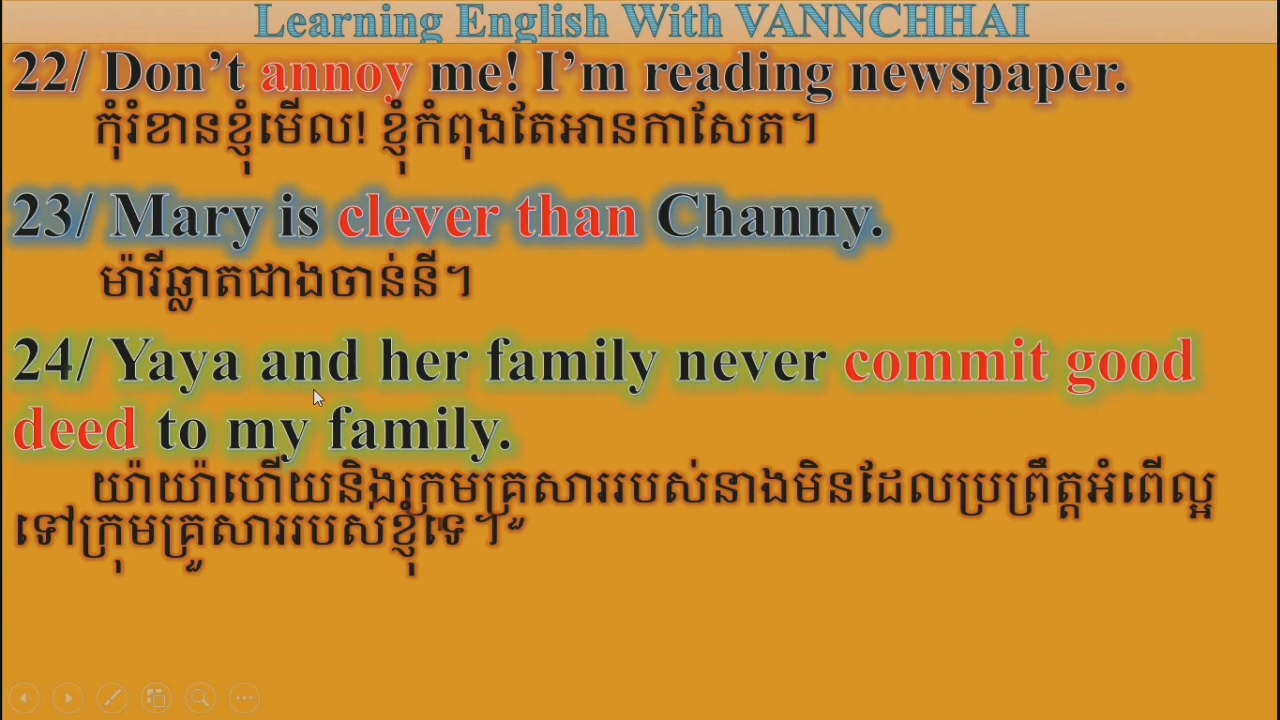 Learning English With VANNCHHAI
22/ Don’t annoy me! I’m reading newspaper.
កុំរំខានខ្ញុំមើល! ខ្ញុំកំពុងតែអានកាសែត។
23/ Mary is clever than Channy.
ម៉ារីឆ្លាតជាងចាន់នី។
24/ Yaya and her family never commit good
deed to my family.
យ៉ាយ៉ាហើយនិងក្រុមគ្រួសាររបស់នាងមិនដែលប្រព្រឹត្តអំពើល្អ
ទៅក្រុមគ្រួសាររបស់ខ្ញុំទេ។